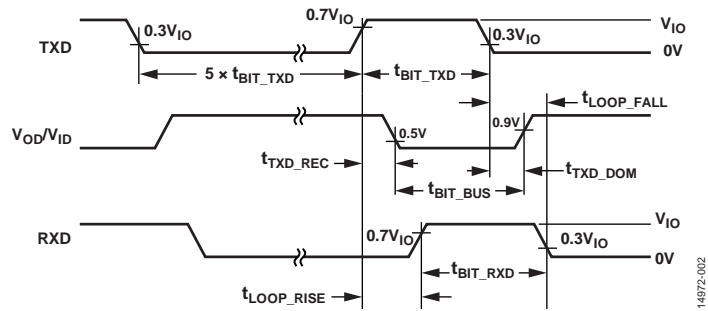 TXD
0.3VIO
0.7VIO
0.3VIO
VIO
0V
5 × tBIT_TXD
tBIT_TXD
tLOOP_FALL
VOD/VID
0.5V
0.9V
tTXD_REC
tTXD_DOM
tBIT_BUS
RXD
0.7VIO
0.3VIO
VIO
0V
tBIT_RXD
tLOOP_RISE
14972-002